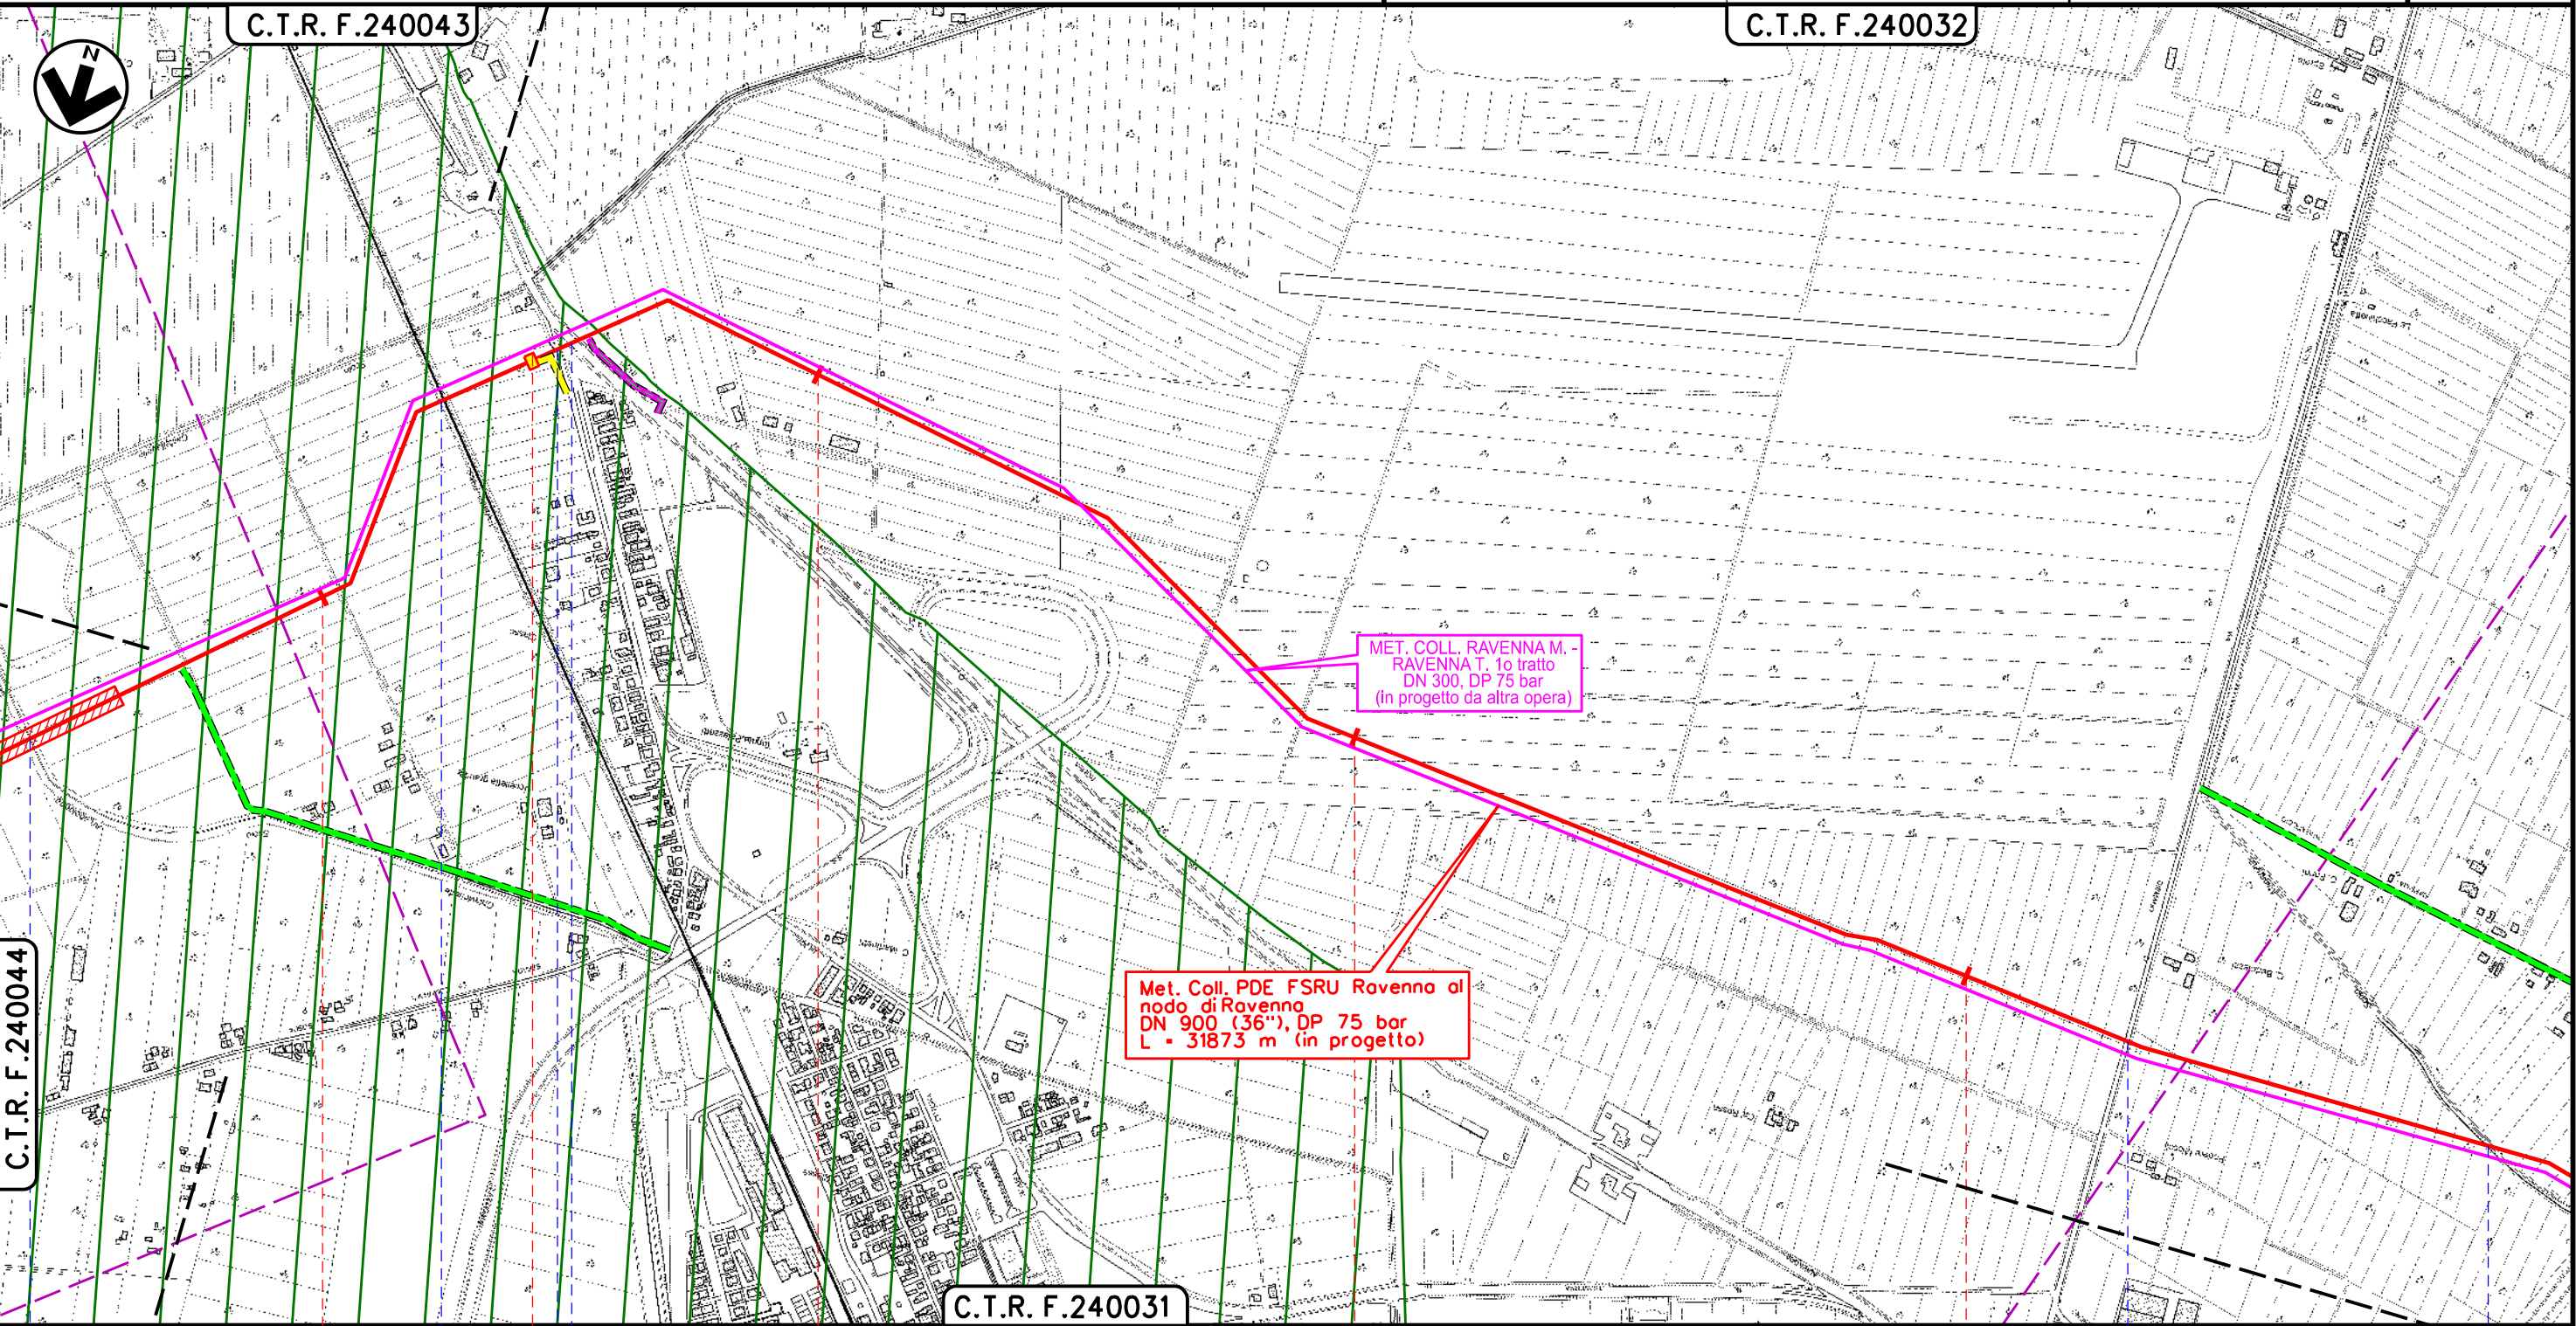 C.T.R. F.240043
C.T.R. F.240032
N
MET. COLL. RAVENNA M. -
RAVENNA T, 1o tratto
DN 300, DP 75 bar
(in progetto da altra opera)
Met. Coll. PDE FSRU Ravenna al
nodo di Ravenna
DN 900 (36"), DP 75 bar
L = 31873 m (in progetto)
C.T.R. F.240044
C.T.R. F.240031